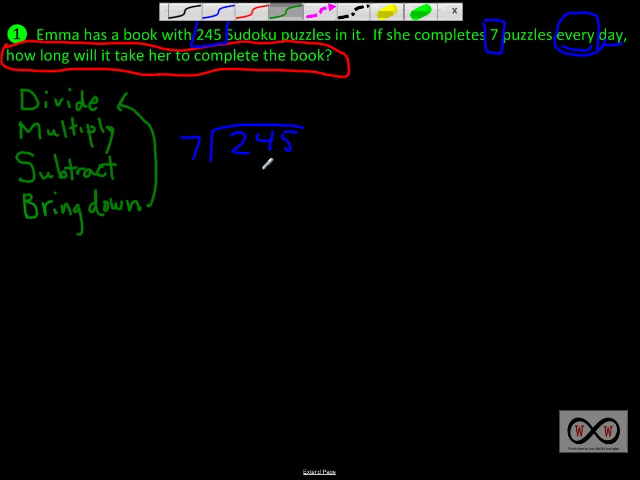 x
1 Emma has a book with 245 Sudoku puzzles in it. If she completes 7 puzzles every day,
how long will it take her to complete the book?
Divide
Multiply
Subtract
Bring down
7 245
W W
Extend Page